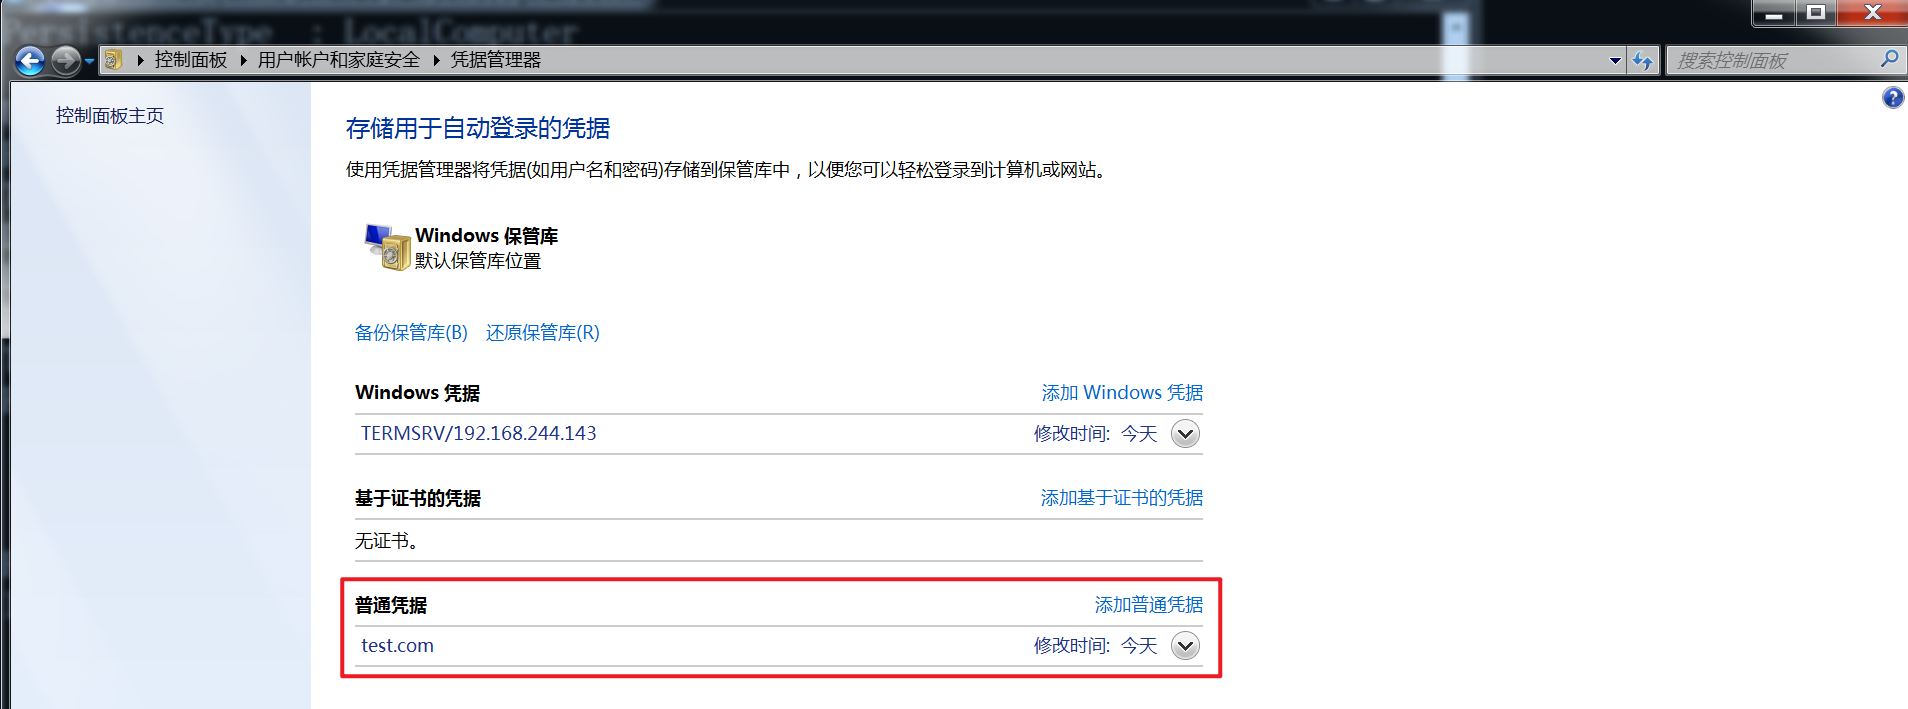 PersistenceType : LocalComputer
控制面板 用户帐户和家庭安全 凭据管理器
搜索控制面板
控制面板主页
存储用于自动登录的凭据
使用凭据管理器将凭据(如用户名和密码)存储到保管库中，以便您可以轻松登录到计算机或网站。
Windows 保管库
默认保管库位置
备份保管库(B) 还原保管库(R)
Windows 凭据 添加 Windows 凭据
TERMSRV/192.168.244.143 修改时间: 今天
基于证书的凭据 添加基于证书的凭据
无证书。
普通凭据 添加普通凭据
test.com 修改时间: 今天